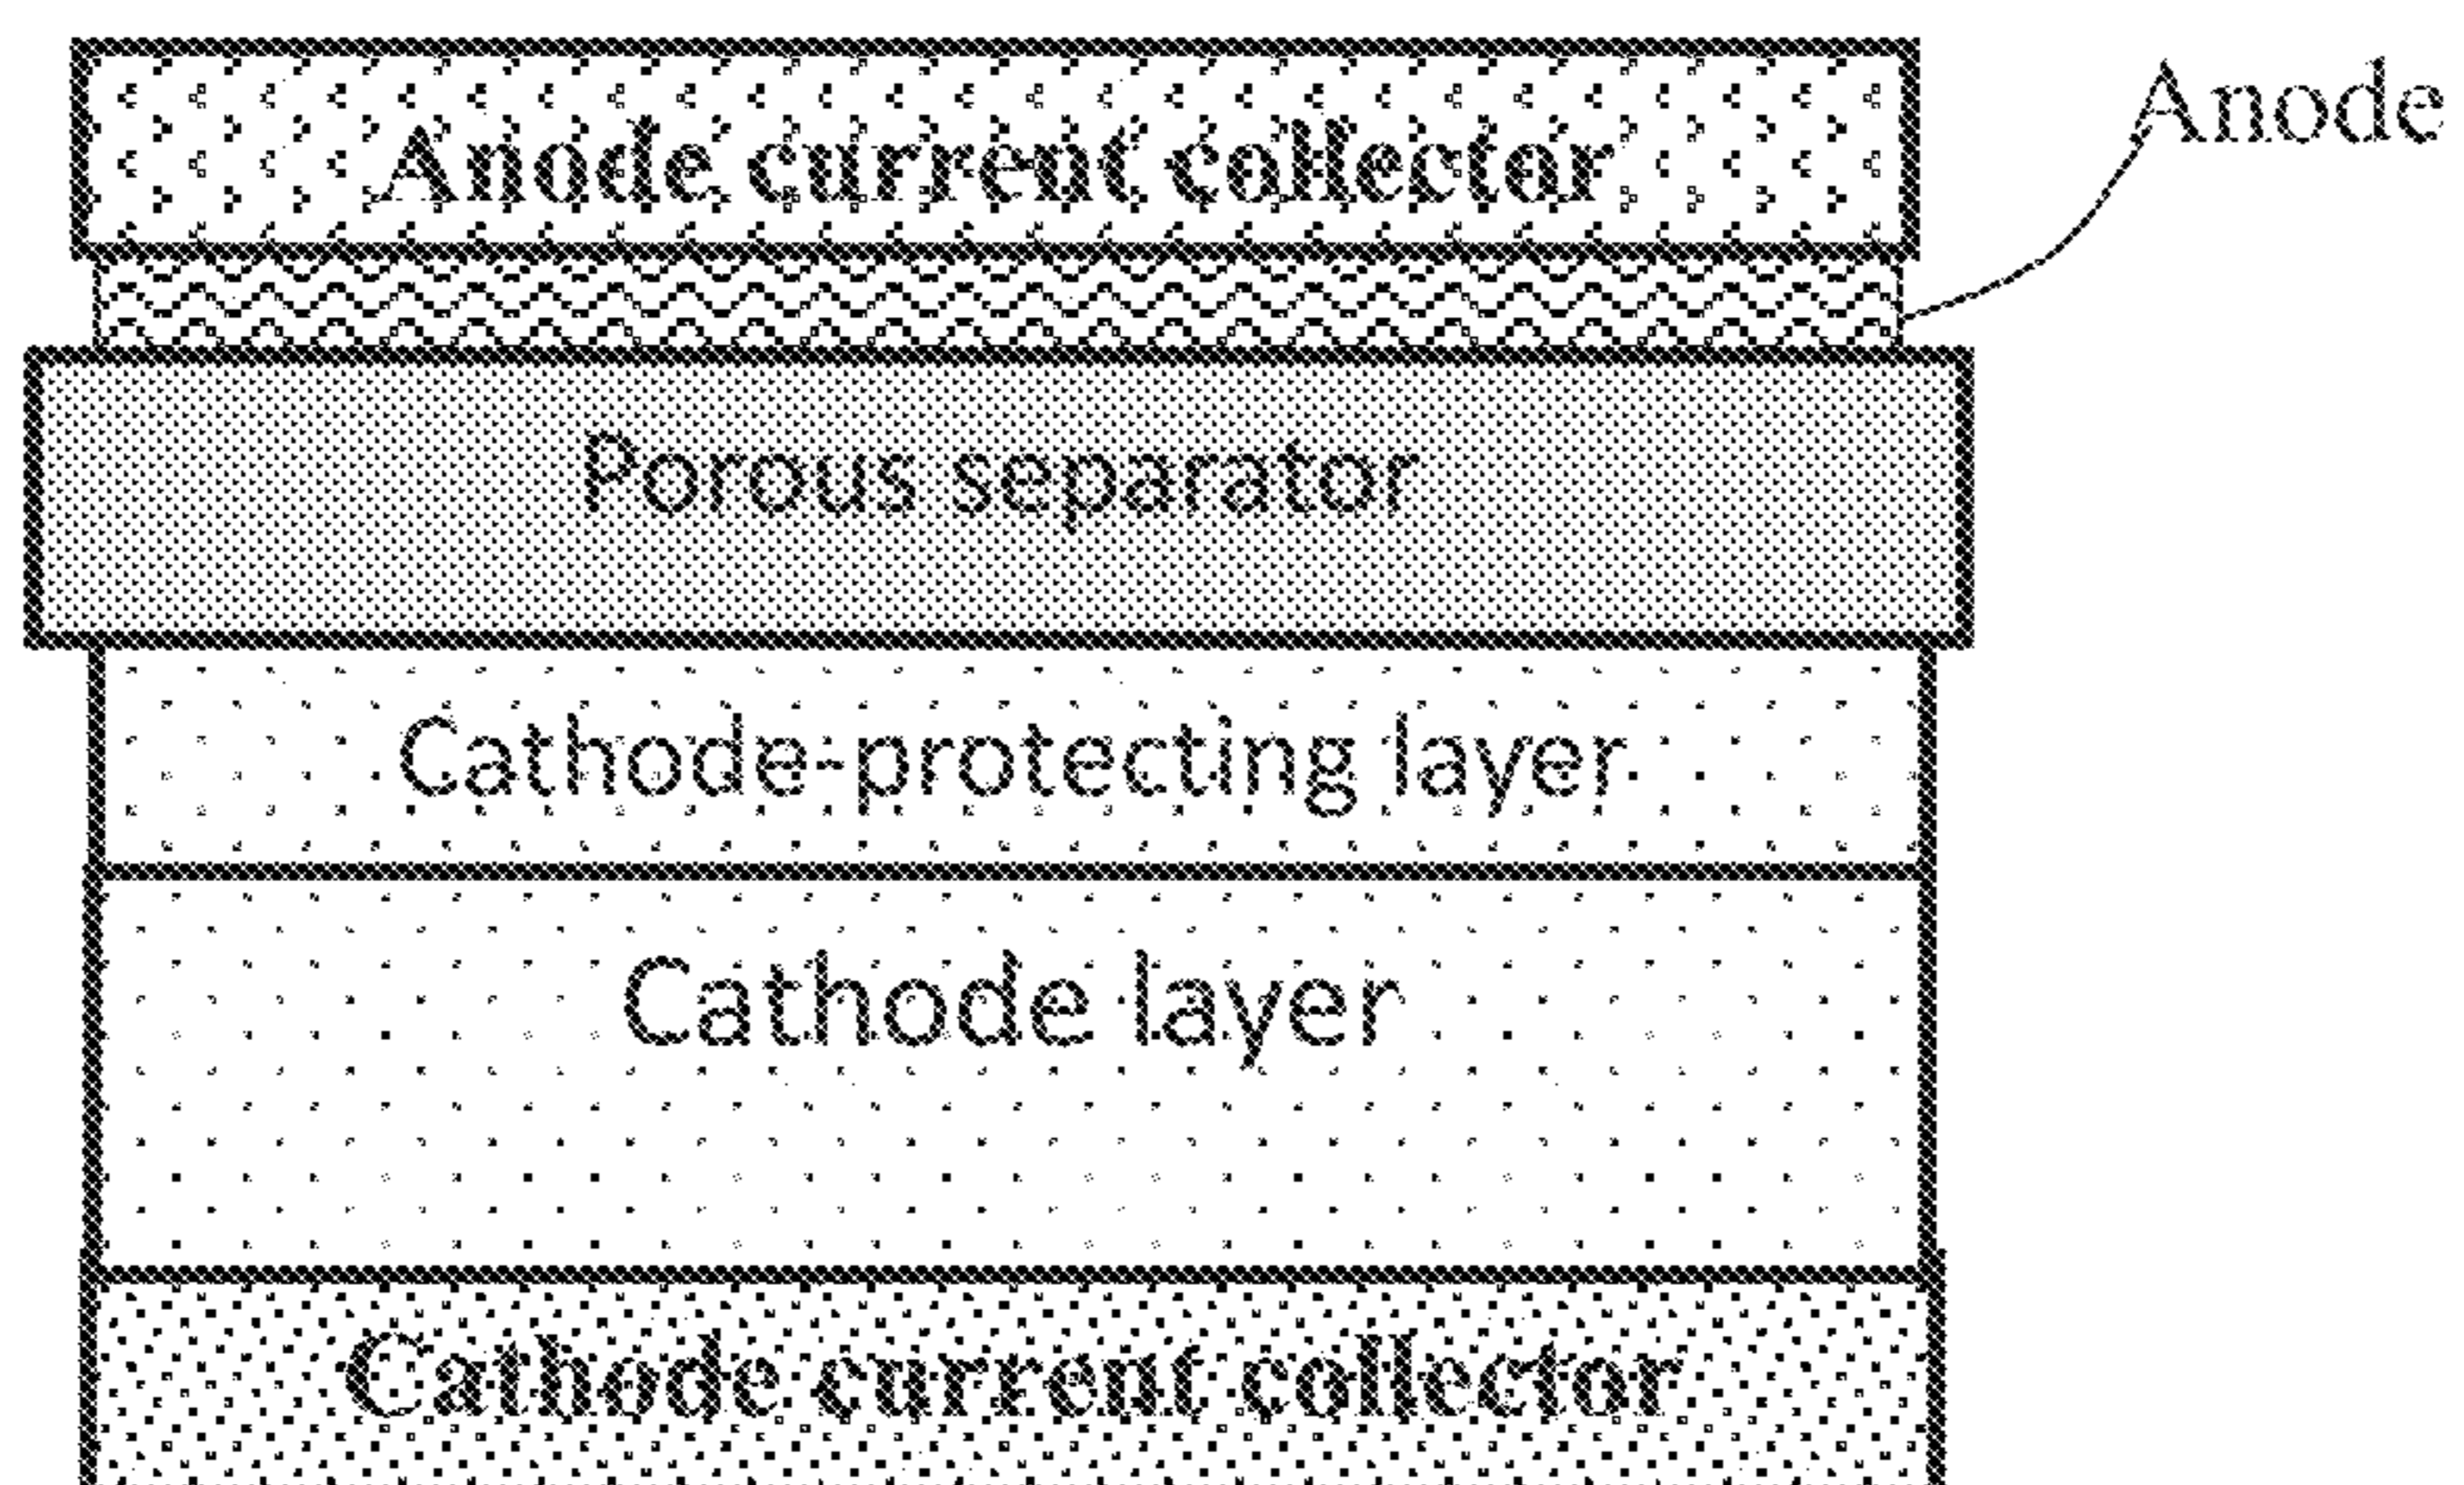 Anode
Anode current collector
Porous separator
Cathode-protecting layer
Cathode layer
Cathode current collector